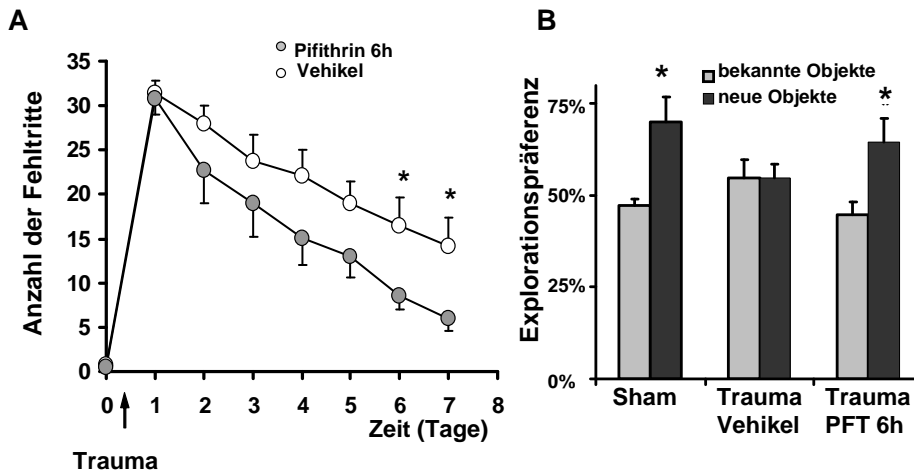 A
Pifithrin 6h
Vehikel
Anzahl der Fehltritte
35
30
25
20
15
10
5
0
* *
0 1 2 3 4 5 6 7 8
Zeit (Tage)
Trauma
B
bekannte Objekte
neue Objekte
Explorationspräferenz
75%
50%
25%
0%
* *
Sham
Trauma
Vehikel
Trauma
PFT 6h